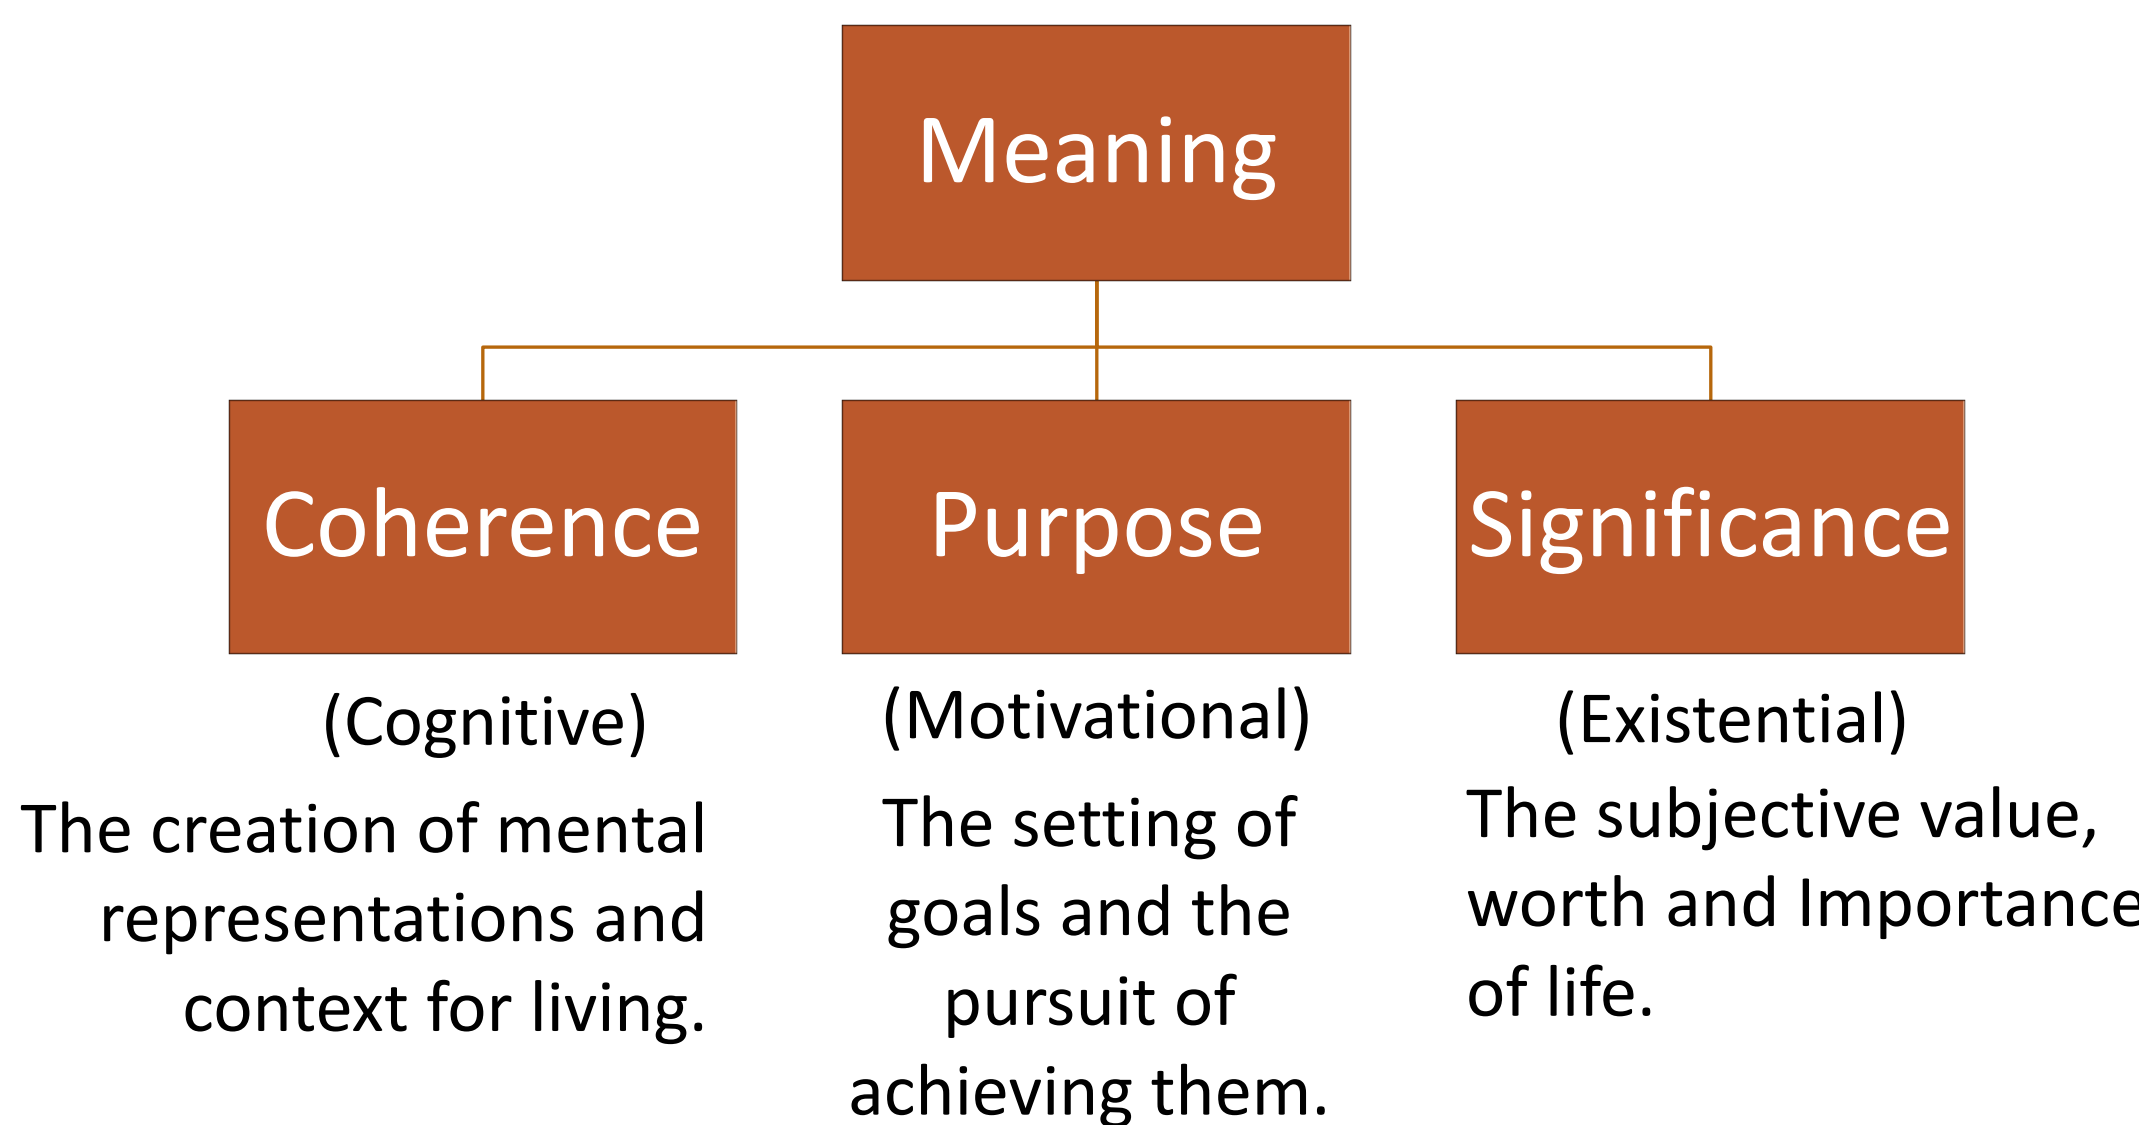 Meaning
Coherence
Purpose
Significance
(Cognitive)
The creation of mental
representations and
context for living.
(Motivational)
The setting of
goals and the
pursuit of
achieving them.
(Existential)
The subjective value,
worth and Importance
of life.